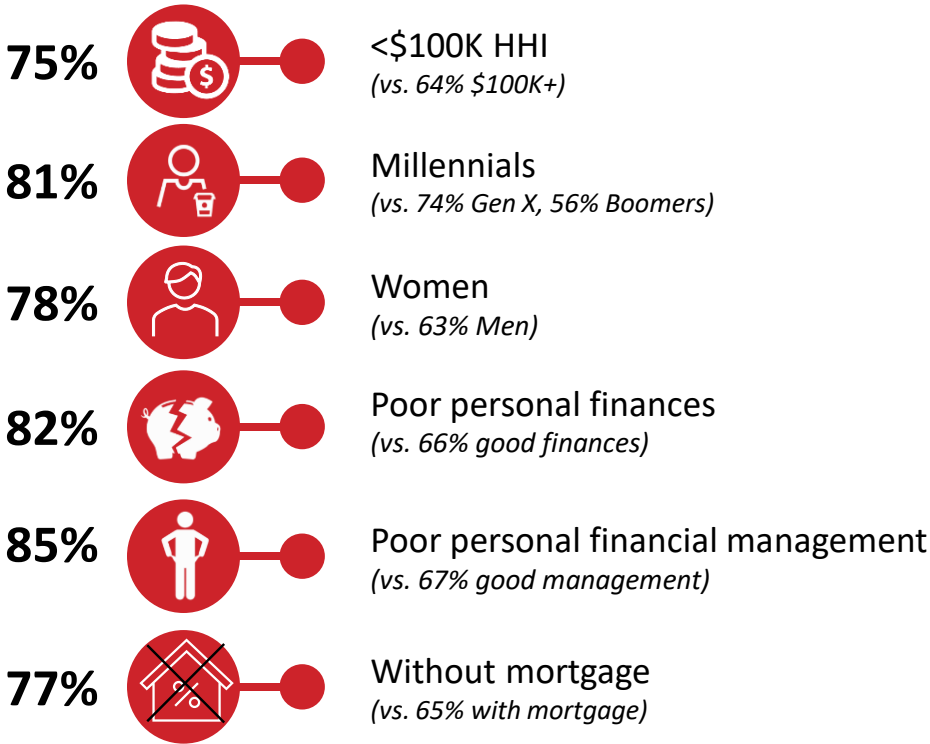 75%
$
<$100K HHI
(vs. 64% $100K+)
81%
Millennials
(vs. 74% Gen X, 56% Boomers)
78%
Women
(vs. 63% Men)
82%
Poor personal finances
(vs. 66% good finances)
85%
Poor personal financial management
(vs. 67% good management)
77%
%
Without mortgage
(vs. 65% with mortgage)